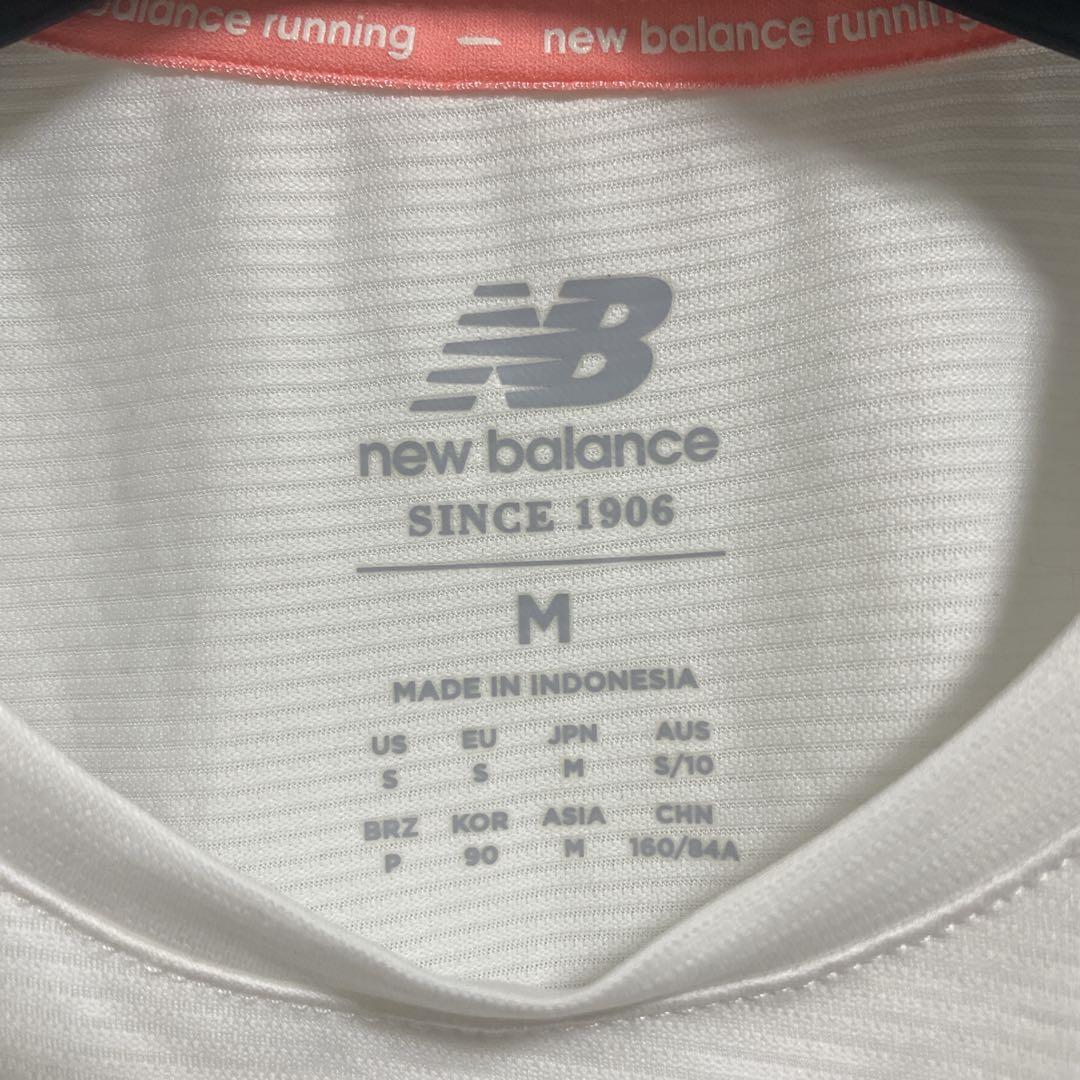 balance running — new balance running
NB
new balance
SINCE 1906
M
MADE IN INDONESIA
US EU JPN AUS
S S M S/10
BRZ KOR ASIA CHN
P 90 M 160/84A